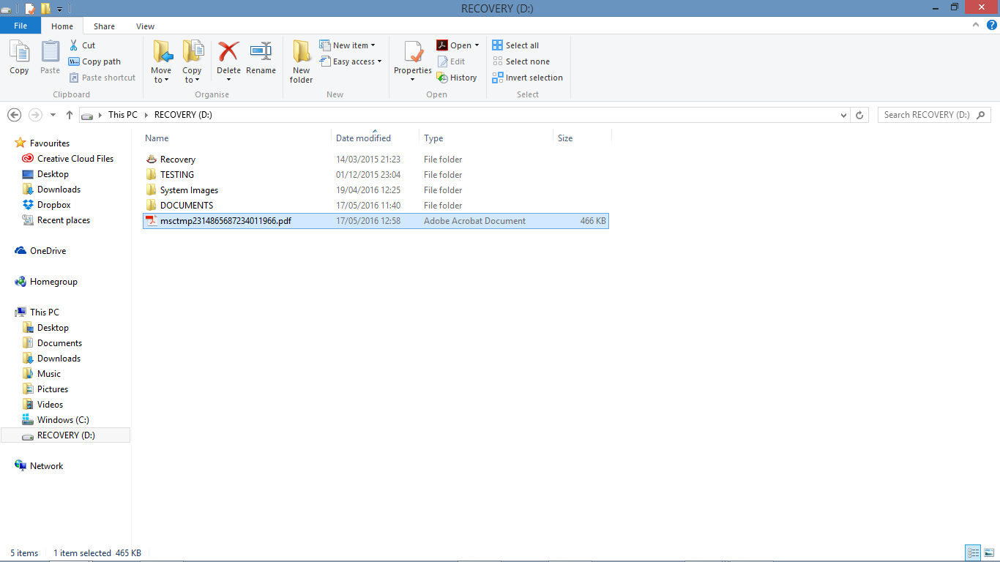 RECOVERY (D:)
File Home Share View
Copy Paste Cut Copy path Paste shortcut Clipboard
Move to Copy to Delete Rename Organise
New folder New item Easy access New
Properties Open Edit History Open
Select all Select none Invert selection Select
This PC RECOVERY (D:) Search RECOVERY (D:)
Name Date modified Type Size
Recovery 14/03/2015 21:23 File folder
TESTING 01/12/2015 23:04 File folder
System Images 19/04/2016 12:25 File folder
DOCUMENTS 17/05/2016 11:40 File folder
msctmp2314865687234011966.pdf 17/05/2016 12:58 Adobe Acrobat Document 466 KB
Favourites
Creative Cloud Files
Desktop
Downloads
Dropbox
Recent places
OneDrive
Homegroup
This PC
Desktop
Documents
Downloads
Music
Pictures
Videos
Windows (C:)
RECOVERY (D:)
Network
5 items 1 item selected 465 KB